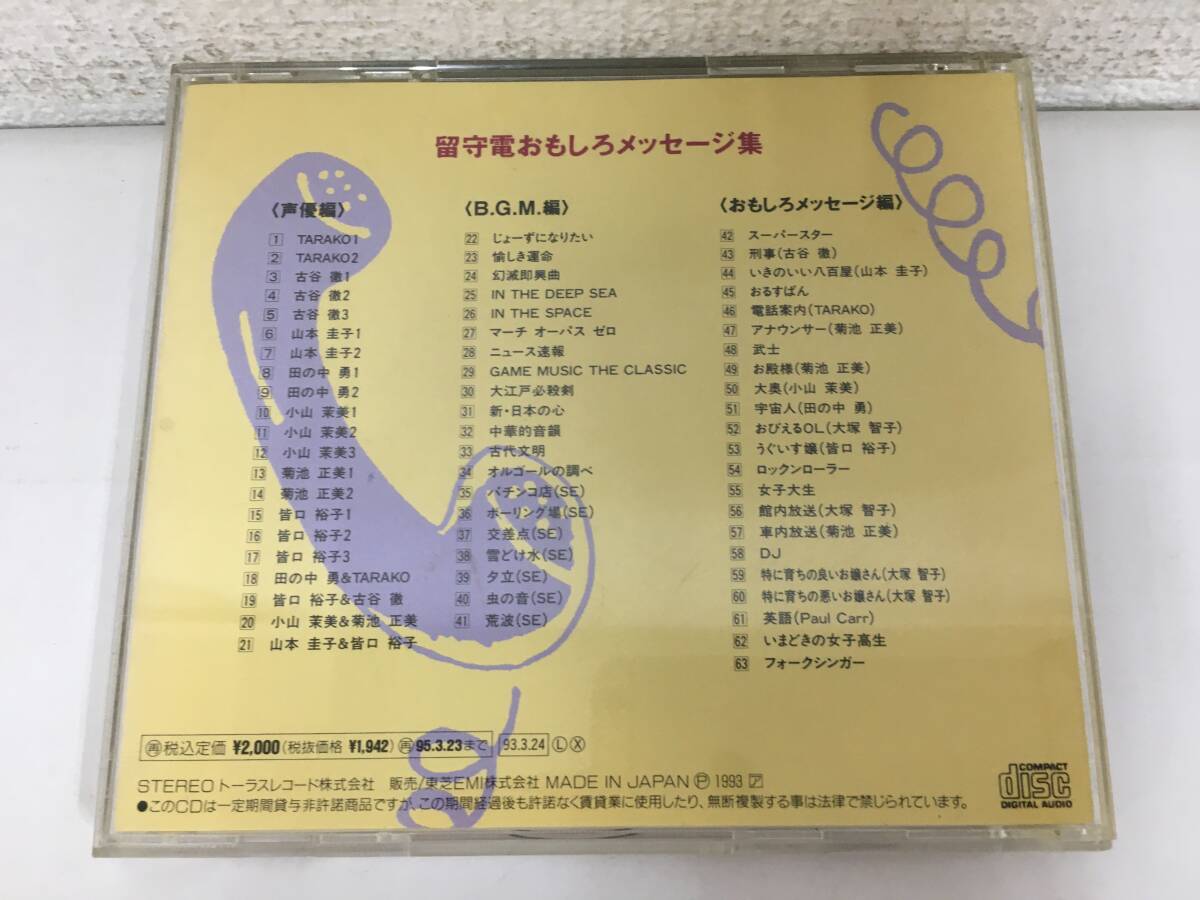 留守電おもしろメッセージ集
〈声優編〉
1 TARAKO1
2 TARAKO2
3 古谷 徹1
4 古谷 徹2
5 古谷 徹3
6 山本 圭子1
7 山本 圭子2
8 田の中 勇1
9 田の中 勇2
10 小山 茉美1
11 小山 茉美2
12 小山 茉美3
13 菊池 正美1
14 菊池 正美2
15 皆口 裕子1
16 皆口 裕子2
17 皆口 裕子3
18 田の中 勇&TARAKO
19 皆口 裕子&古谷 徹
20 小山 茉美&菊池 正美
21 山本 圭子&皆口 裕子
〈B.G.M.編〉
22 じょーずになりたい
23 愉しき運命
24 幻滅即興曲
25 IN THE DEEP SEA
26 IN THE SPACE
27 マーチ オーパス ゼロ
28 ニュース速報
29 GAME MUSIC THE CLASSIC
30 大江戸必殺剣
31 新・日本の心
32 中華的音韻
33 古代文明
34 オルゴールの調べ
35 パチンコ店(SE)
36 ボーリング場(SE)
37 交差点(SE)
38 雪どけ水(SE)
39 夕立(SE)
40 虫の音(SE)
41 荒波(SE)
〈おもしろメッセージ編〉
42 スーパースター
43 刑事(古谷 徹)
44 いきのいい八百屋(山本 圭子)
45 おるすばん
46 電話案内(TARAKO)
47 アナウンサー(菊池 正美)
48 武士
49 お殿様(菊池 正美)
50 大奥(小山 茉美)
51 宇宙人(田の中 勇)
52 おびえるOL(大塚 智子)
53 うぐいす嬢(皆口 裕子)
54 ロックンローラー
55 女子大生
56 館内放送(大塚 智子)
57 車内放送(菊池 正美)
58 DJ
59 特に育ちの良いお嬢さん(大塚 智子)
60 特に育ちの悪いお嬢さん(大塚 智子)
61 英語(Paul Carr)
62 いまどきの女子高生
63 フォークシンガー
㊢税込定価 ¥2,000(税抜価格 ¥1,942)㊢95.3.23まで 93.3.24 Ⓛ Ⓧ
STEREO トーラスレコード株式会社 販売/東芝EMI株式会社 MADE IN JAPAN ℗ 1993 ア
●このCDは一定期間貸与非許諾商品ですが、この期間経過後も許諾なく賃貸業に使用したり、無断複製する事は法律で禁じられています。
COMPACT
disc
DIGITAL AUDIO